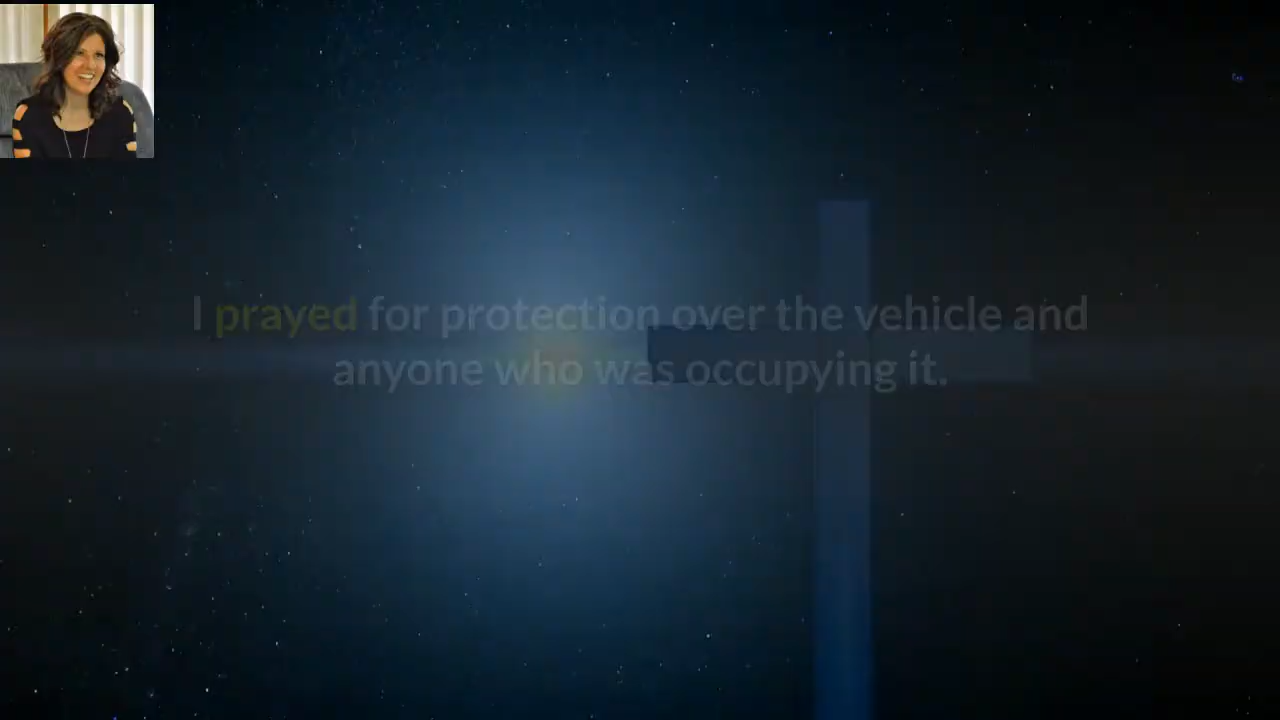 I prayed for protection over the vehicle and
anyone who was occupying it.